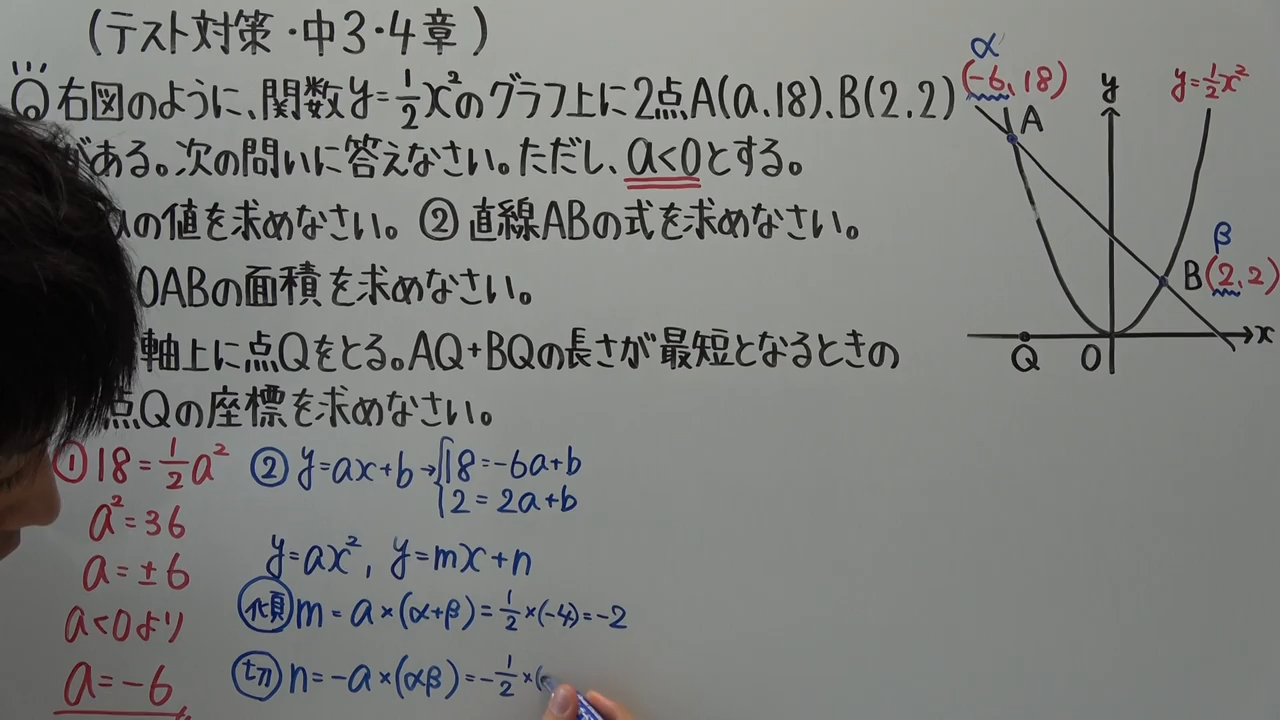 (テスト対策・中3・4章)
Q 右図のように、関数y=1/2x²のグラフ上に2点A(a.18)、B(2.2)
がある。次の問いに答えなさい。ただし、a<0とする。
aの値を求めなさい。② 直線ABの式を求めなさい。
OABの面積を求めなさい。
軸上に点Qをとる。AQ+BQの長さが最短となるときの
点Qの座標を求めなさい。
① 18=1/2a²
a²=36
a=±6
a<0より
a=-6
② y=ax+b→{18=-6a+b
2=2a+b
y=ax², y=mx+n
傾 m=a×(α+β)=1/2×(-4)=-2
切 n=-a×(αβ)=-1/2×(
α
(-6,18)
y
y=1/2x²
A
β
B(2,2)
Q
O
x